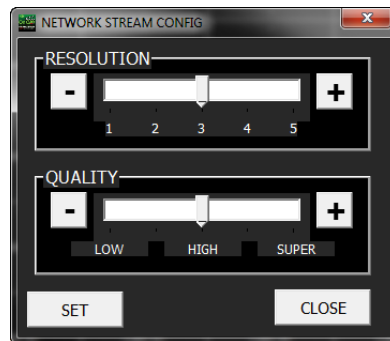 NETWORK STREAM CONFIG
RESOLUTION
- +
1 2 3 4 5
QUALITY
- +
LOW HIGH SUPER
SET CLOSE